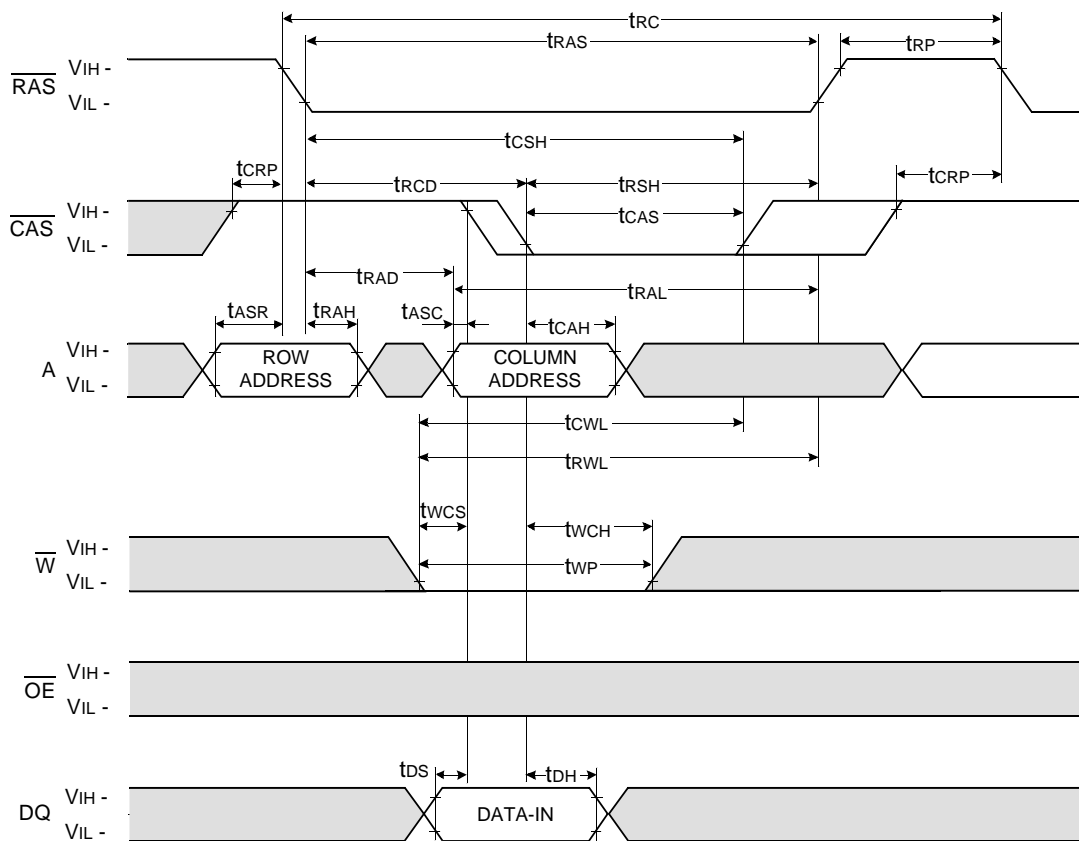 tRC
tRAS
tRP
RAS
VIH -
VIL -
tCSH
tCRP
tRCD
tRSH
tCRP
CAS
VIH -
VIL -
tCAS
tRAD
tRAL
tASR
tRAH
tASC
tCAH
A
VIH -
VIL -
ROW
ADDRESS
COLUMN
ADDRESS
tCWL
tRWL
tWCS
tWCH
W
VIH -
VIL -
tWP
OE
VIH -
VIL -
tDS
tDH
DQ
VIH -
VIL -
DATA-IN